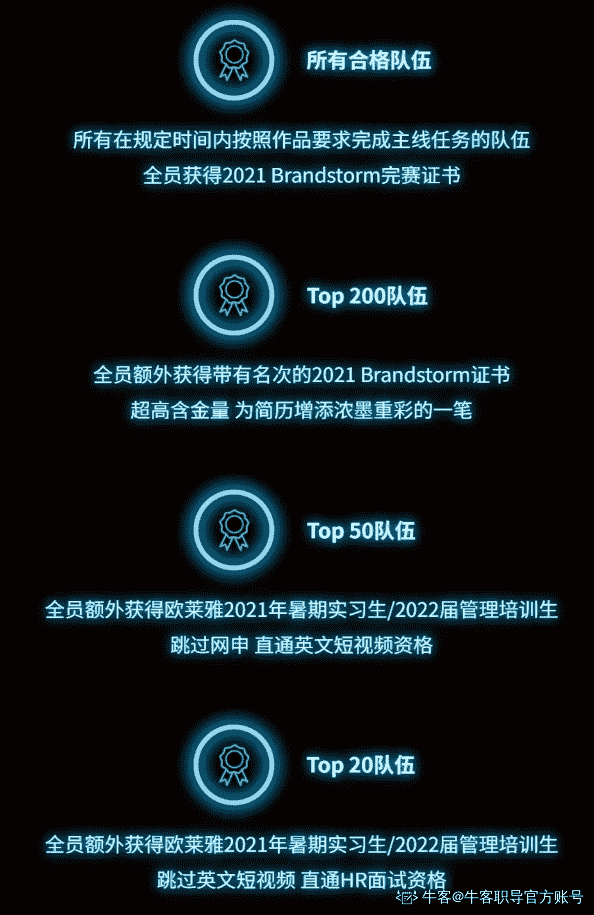 所有合格队伍
所有在规定时间内按照作品要求完成主线任务的队伍
全员获得2021 Brandstorm完赛证书
Top 200队伍
全员额外获得带有名次的2021 Brandstorm证书
超高含金量 为简历增添浓墨重彩的一笔
Top 50队伍
全员额外获得欧莱雅2021年暑期实习生/2022届管理培训生
跳过网申 直通英文短视频资格
Top 20队伍
全员额外获得欧莱雅2021年暑期实习生/2022届管理培训生
跳过英文短视频 直通HR面试资格
牛客@牛客职导官方账号